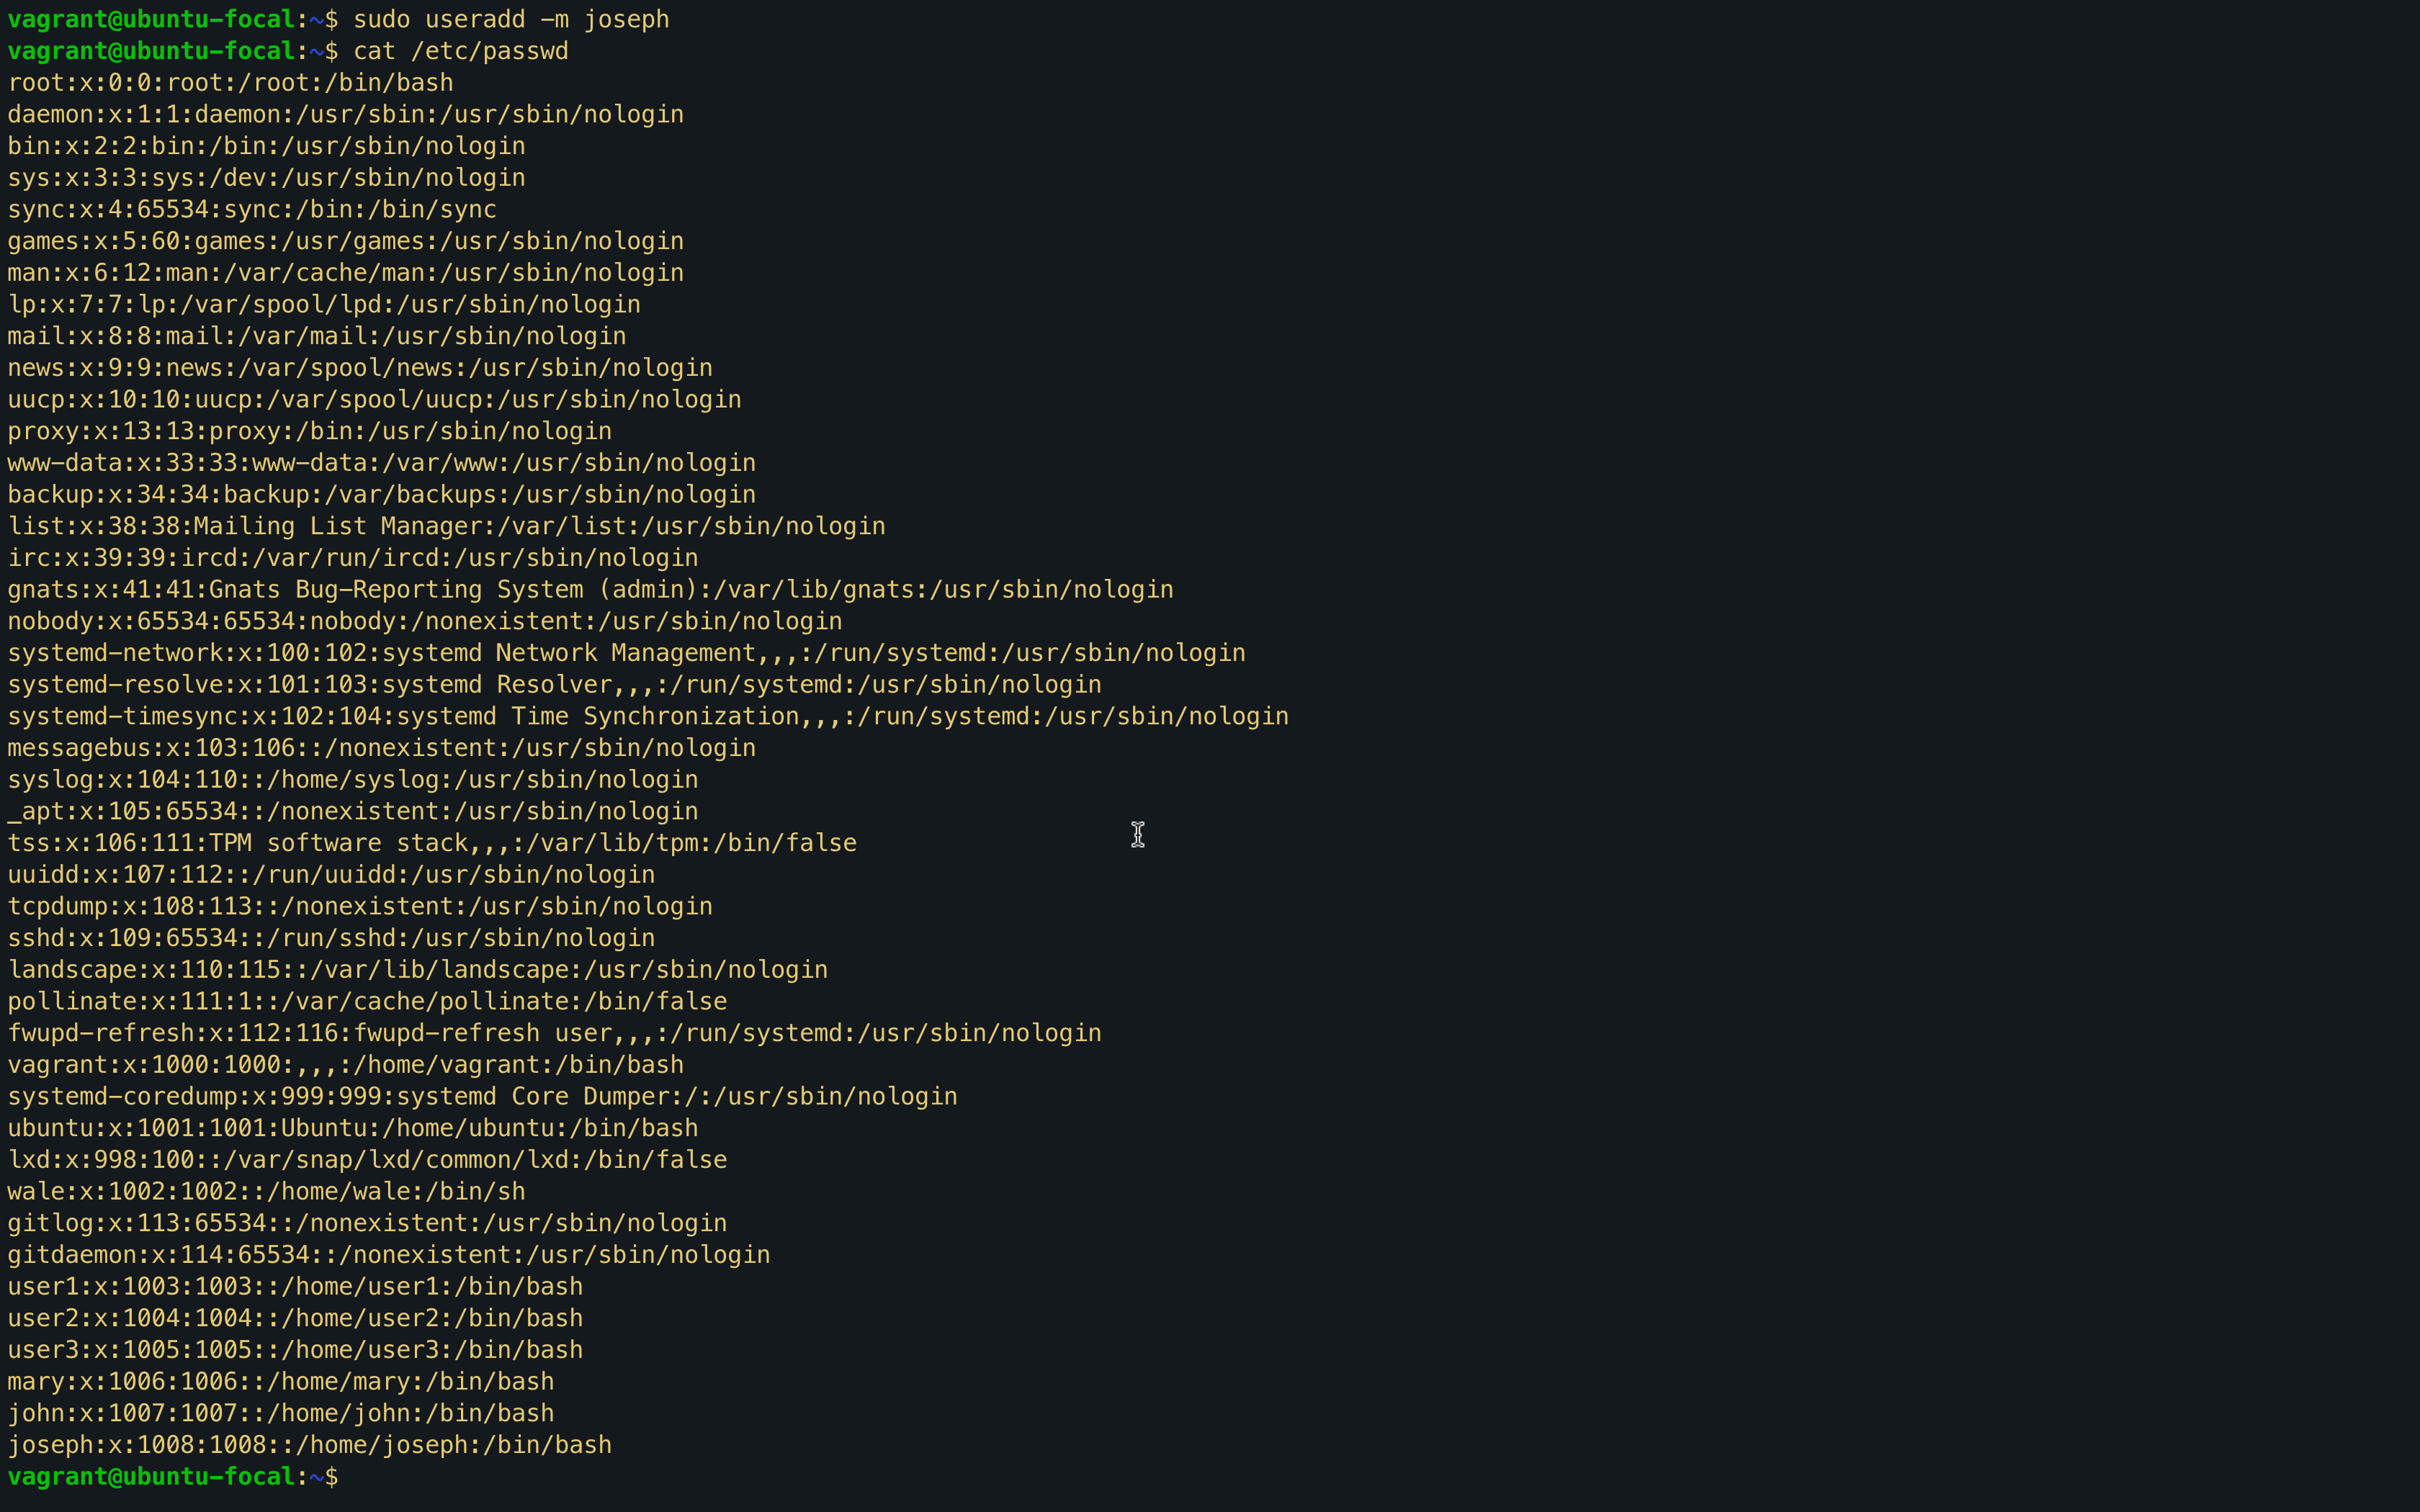 vagrant@ubuntu-focal:~$ sudo useradd -m joseph
vagrant@ubuntu-focal:~$ cat /etc/passwd
root:x:0:0:root:/root:/bin/bash
daemon:x:1:1:daemon:/usr/sbin:/usr/sbin/nologin
bin:x:2:2:bin:/bin:/usr/sbin/nologin
sys:x:3:3:sys:/dev:/usr/sbin/nologin
sync:x:4:65534:sync:/bin:/bin/sync
games:x:5:60:games:/usr/games:/usr/sbin/nologin
man:x:6:12:man:/var/cache/man:/usr/sbin/nologin
lp:x:7:7:lp:/var/spool/lpd:/usr/sbin/nologin
mail:x:8:8:mail:/var/mail:/usr/sbin/nologin
news:x:9:9:news:/var/spool/news:/usr/sbin/nologin
uucp:x:10:10:uucp:/var/spool/uucp:/usr/sbin/nologin
proxy:x:13:13:proxy:/bin:/usr/sbin/nologin
www-data:x:33:33:www-data:/var/www:/usr/sbin/nologin
backup:x:34:34:backup:/var/backups:/usr/sbin/nologin
list:x:38:38:Mailing List Manager:/var/list:/usr/sbin/nologin
irc:x:39:39:ircd:/var/run/ircd:/usr/sbin/nologin
gnats:x:41:41:Gnats Bug-Reporting System (admin):/var/lib/gnats:/usr/sbin/nologin
nobody:x:65534:65534:nobody:/nonexistent:/usr/sbin/nologin
systemd-network:x:100:102:systemd Network Management,,,:/run/systemd:/usr/sbin/nologin
systemd-resolve:x:101:103:systemd Resolver,,,:/run/systemd:/usr/sbin/nologin
systemd-timesync:x:102:104:systemd Time Synchronization,,,:/run/systemd:/usr/sbin/nologin
messagebus:x:103:106::/nonexistent:/usr/sbin/nologin
syslog:x:104:110::/home/syslog:/usr/sbin/nologin
_apt:x:105:65534::/nonexistent:/usr/sbin/nologin
tss:x:106:111:TPM software stack,,,:/var/lib/tpm:/bin/false
uuidd:x:107:112::/run/uuidd:/usr/sbin/nologin
tcpdump:x:108:113::/nonexistent:/usr/sbin/nologin
sshd:x:109:65534::/run/sshd:/usr/sbin/nologin
landscape:x:110:115::/var/lib/landscape:/usr/sbin/nologin
pollinate:x:111:1::/var/cache/pollinate:/bin/false
fwupd-refresh:x:112:116:fwupd-refresh user,,,:/run/systemd:/usr/sbin/nologin
vagrant:x:1000:1000:,,,:/home/vagrant:/bin/bash
systemd-coredump:x:999:999:systemd Core Dumper:/:/usr/sbin/nologin
ubuntu:x:1001:1001:Ubuntu:/home/ubuntu:/bin/bash
lxd:x:998:100::/var/snap/lxd/common/lxd:/bin/false
wale:x:1002:1002::/home/wale:/bin/sh
gitlog:x:113:65534::/nonexistent:/usr/sbin/nologin
gitdaemon:x:114:65534::/nonexistent:/usr/sbin/nologin
user1:x:1003:1003::/home/user1:/bin/bash
user2:x:1004:1004::/home/user2:/bin/bash
user3:x:1005:1005::/home/user3:/bin/bash
mary:x:1006:1006::/home/mary:/bin/bash
john:x:1007:1007::/home/john:/bin/bash
joseph:x:1008:1008::/home/joseph:/bin/bash
vagrant@ubuntu-focal:~$